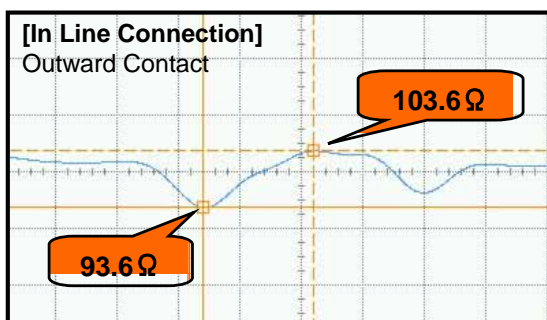 [In Line Connection]
Outward Contact
103.6Ω
93.6Ω